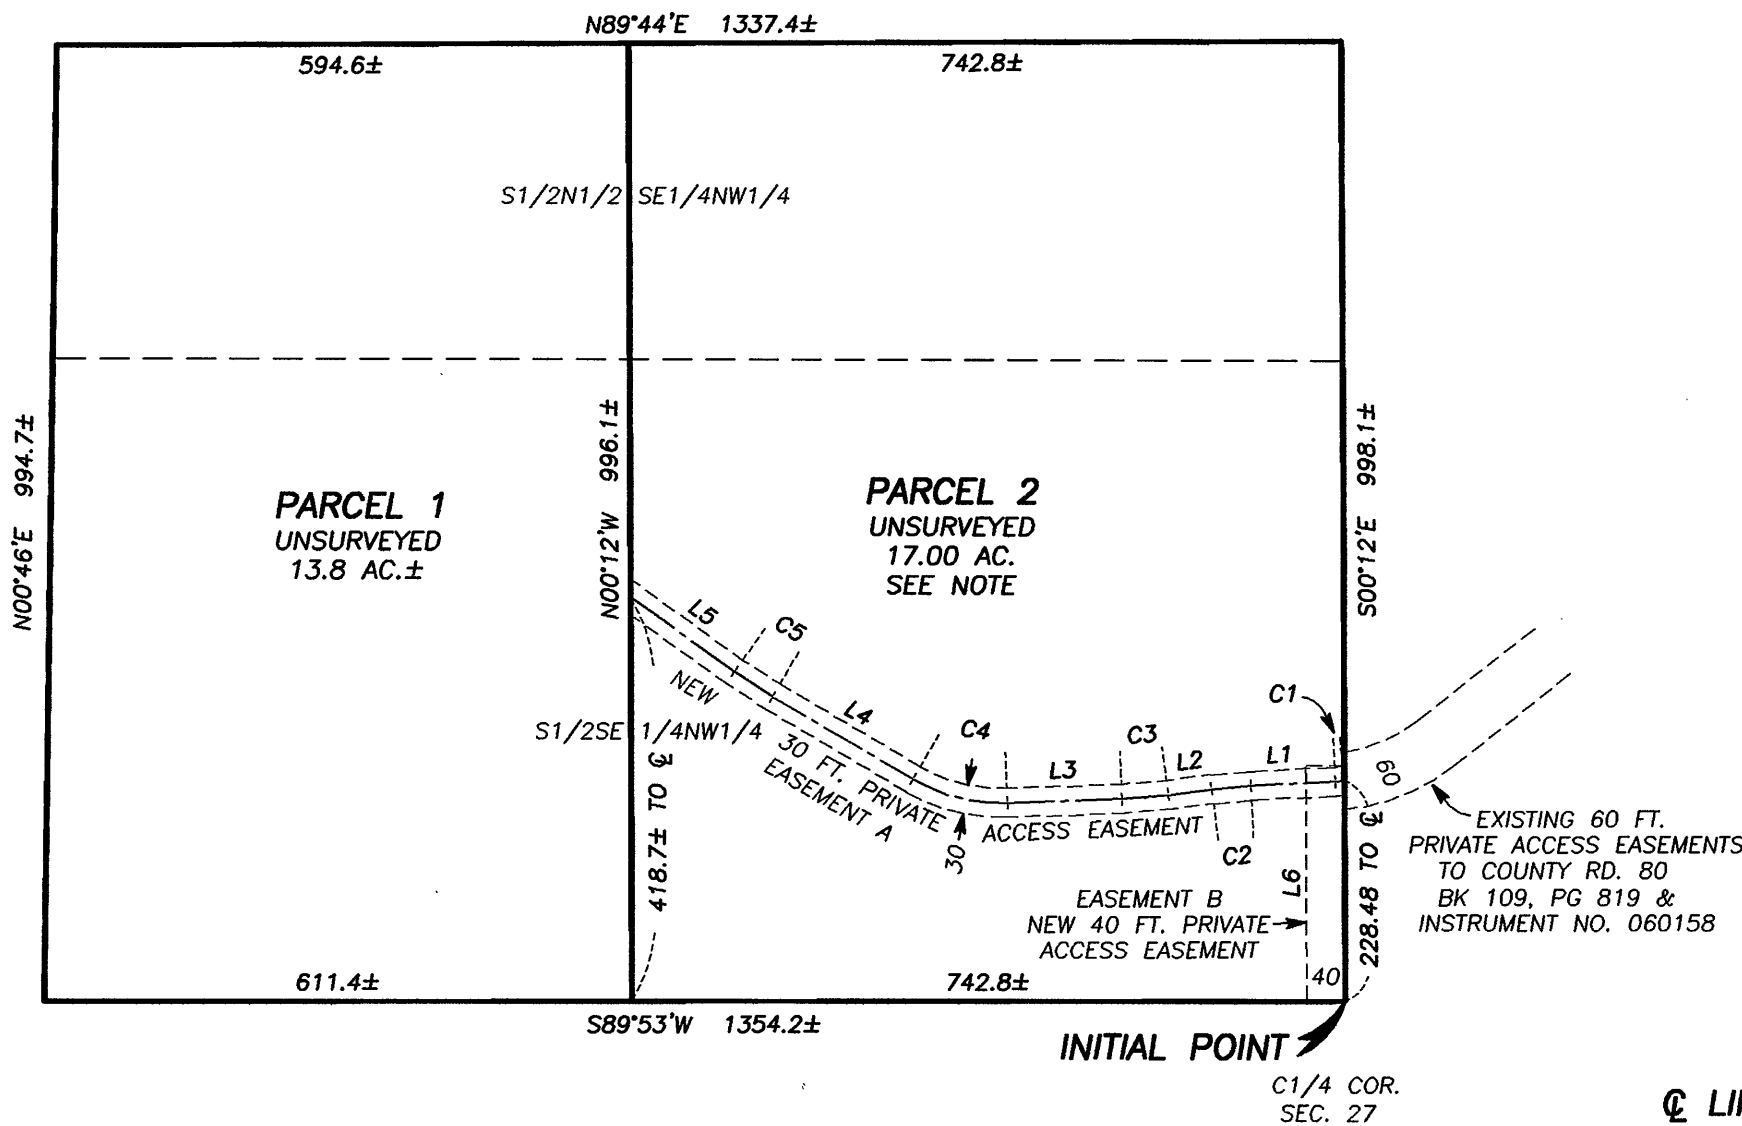 N89°44'E 1337.4±
594.6±
742.8±
S1/2N1/2 SE1/4NW1/4
N00°46'E 994.7±
N00°12'W 996.1±
S00°12'E 998.1±
PARCEL 1
UNSURVEYED
13.8 AC.±
PARCEL 2
UNSURVEYED
17.00 AC.
SEE NOTE
L5
C5
NEW
L4
S1/2SE 1/4NW1/4
30 FT. PRIVATE
EASEMENT A
C4
30
L3
C3
L2
L1
C1
ACCESS EASEMENT
C2
60
418.7± TO ℄
228.48 TO ℄
L6
EXISTING 60 FT.
PRIVATE ACCESS EASEMENTS
TO COUNTY RD. 80
BK 109, PG 819 &
INSTRUMENT NO. 060158
EASEMENT B
NEW 40 FT. PRIVATE
ACCESS EASEMENT
40
611.4±
742.8±
S89°53'W 1354.2±
INITIAL POINT
C1/4 COR.
SEC. 27
℄